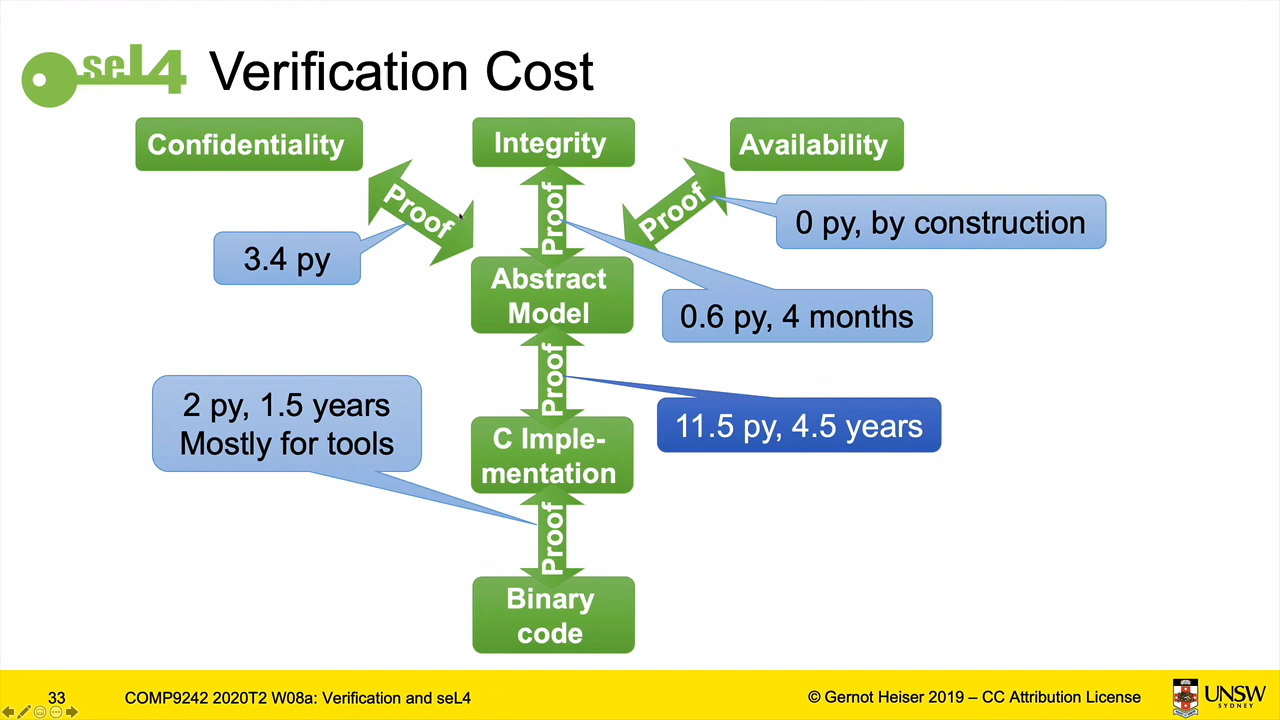 seL4 Verification Cost
Confidentiality
Integrity
Availability
Proof
Proof
Proof
0 py, by construction
3.4 py
Abstract
Model
0.6 py, 4 months
Proof
2 py, 1.5 years
Mostly for tools
11.5 py, 4.5 years
C Imple-
mentation
Proof
Binary
code
33
COMP9242 2020T2 W08a: Verification and seL4
© Gernot Heiser 2019 – CC Attribution License
UNSW
SYDNEY